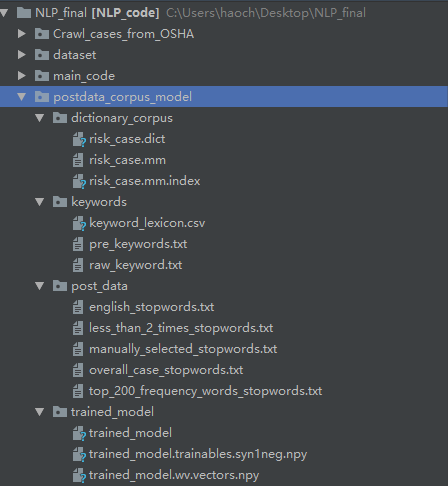 NLP_final [NLP_code] C:\Users\haoch\Desktop\NLP_final
Crawl_cases_from_OSHA
dataset
main_code
postdata_corpus_model
dictionary_corpus
risk_case.dict
risk_case.mm
risk_case.mm.index
keywords
keyword_lexicon.csv
pre_keywords.txt
raw_keyword.txt
post_data
english_stopwords.txt
less_than_2_times_stopwords.txt
manually_selected_stopwords.txt
overall_case_stopwords.txt
top_200_frequency_words_stopwords.txt
trained_model
trained_model
trained_model.trainables.syn1neg.npy
trained_model.wv.vectors.npy